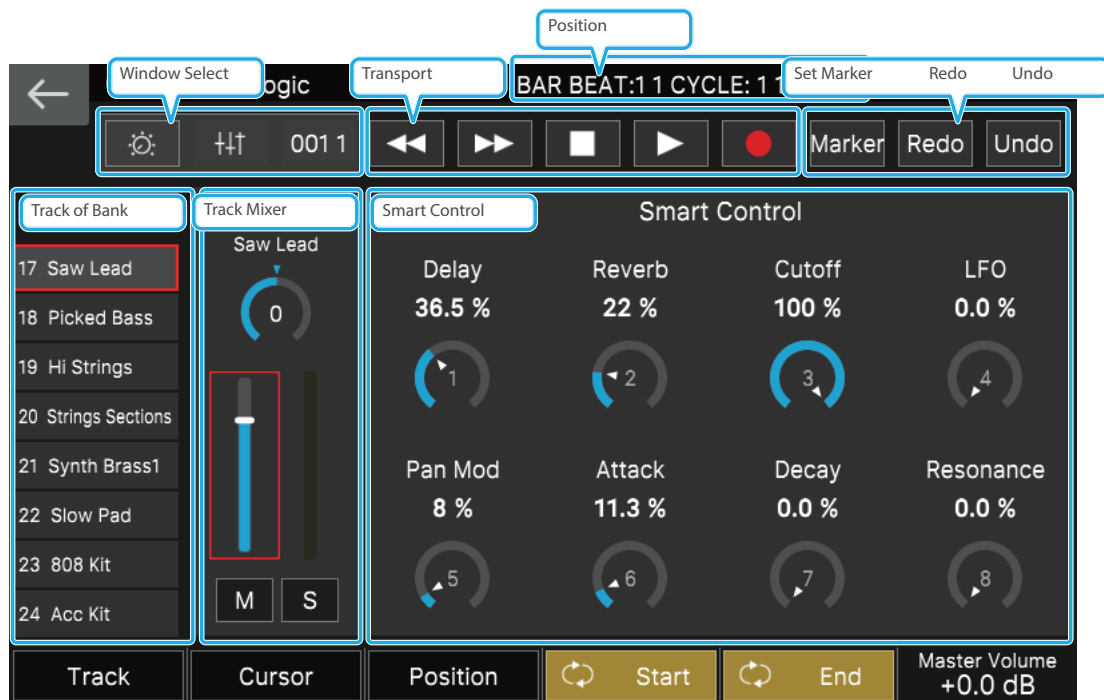 Position
Window Select
ogic
Transport
BAR BEAT:1 1 CYCLE: 1 1
Set Marker Redo Undo
001 1
Marker Redo Undo
Track of Bank
Track Mixer
Smart Control
Smart Control
17 Saw Lead
18 Picked Bass
19 Hi Strings
20 Strings Sections
21 Synth Brass1
22 Slow Pad
23 808 Kit
24 Acc Kit
Saw Lead
0
M S
Delay Reverb Cutoff LFO
36.5 % 22 % 100 % 0.0 %
1 2 3 4
Pan Mod Attack Decay Resonance
8 % 11.3 % 0.0 % 0.0 %
5 6 7 8
Track Cursor Position Start End Master Volume
+0.0 dB